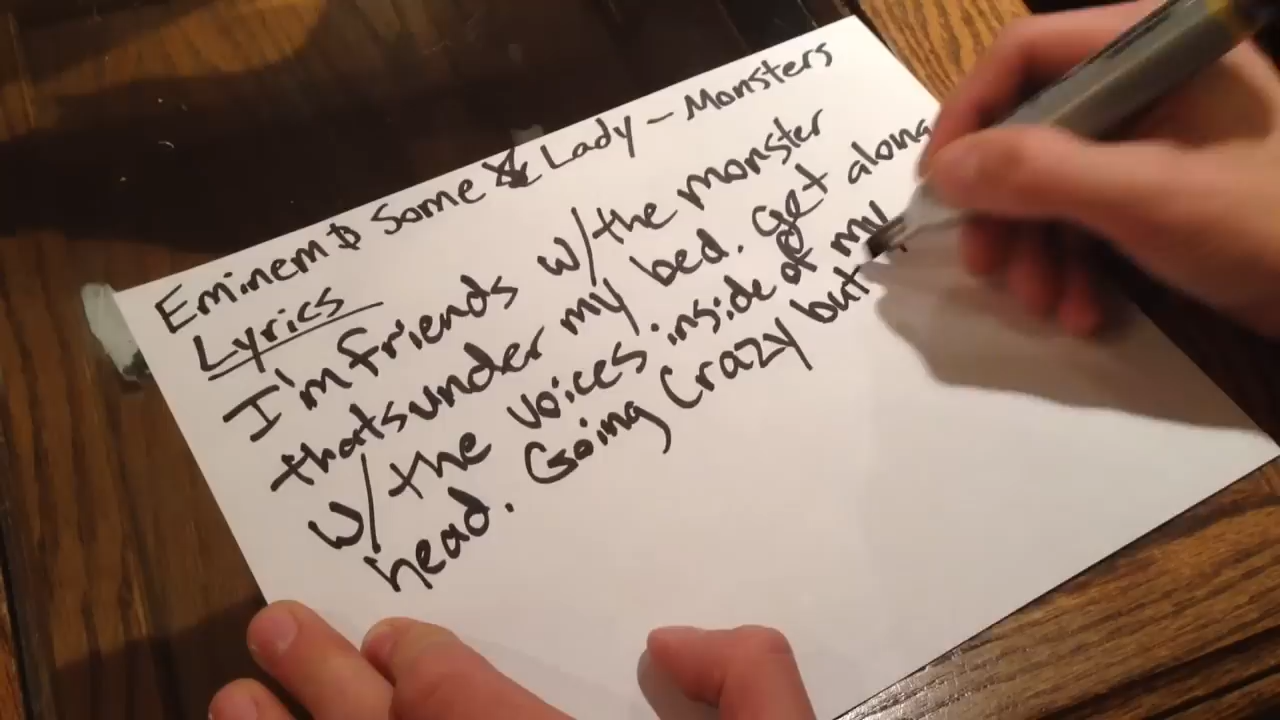 Eminem & Some Lady - Monsters
Lyrics
I'm friends w/ the monster
thats under my bed. Get along
w/ the voices inside of my
head. Going Crazy but